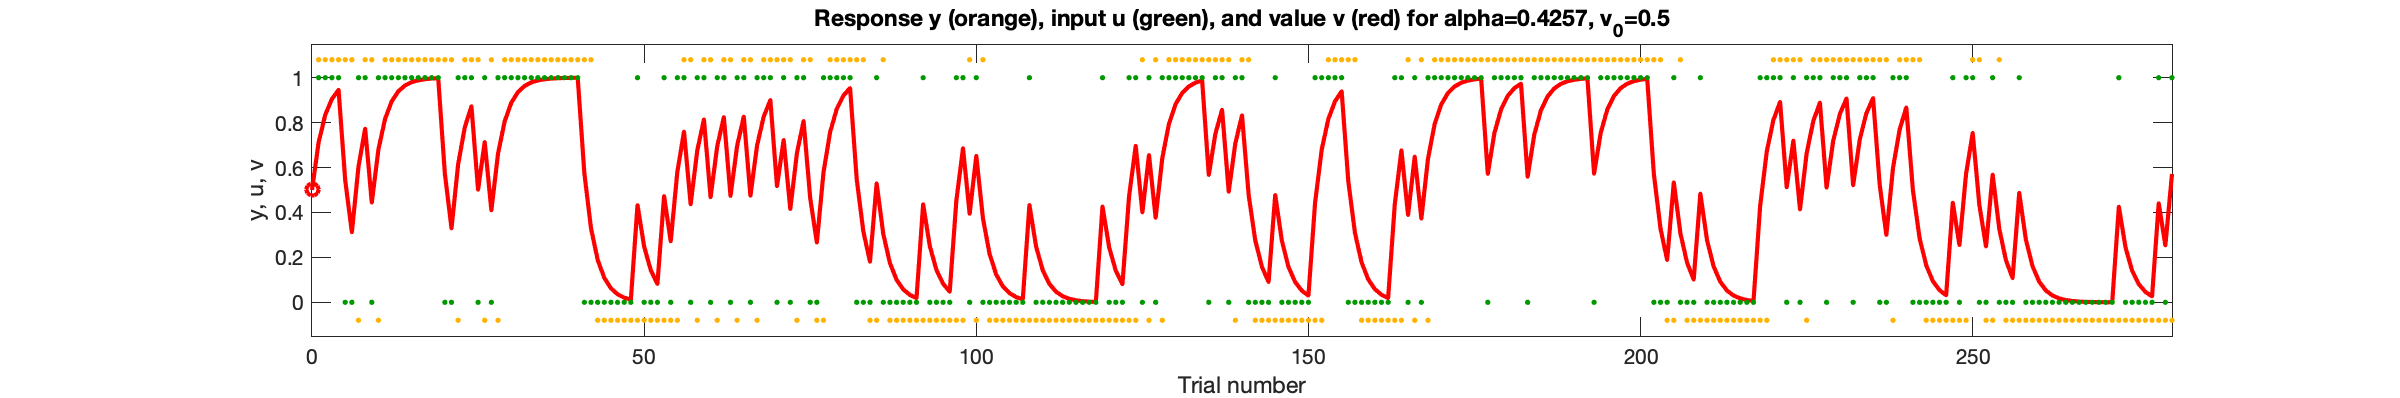 Response y (orange), input u (green), and value v (red) for alpha=0.4257, v₀=0.5
y, u, v
1
0.8
0.6
0.4
0.2
0
0 50 100 150 200 250
Trial number